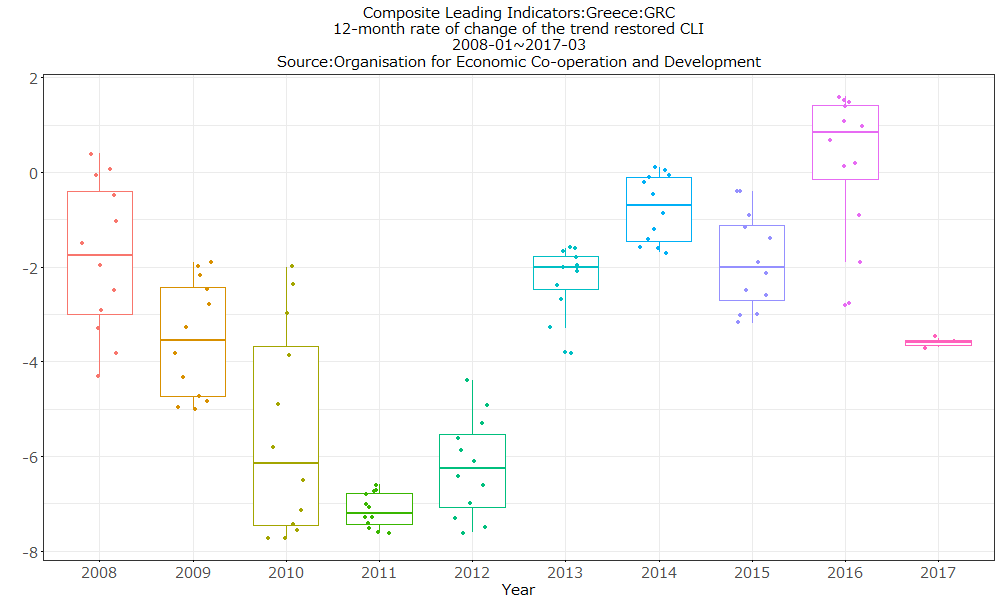 Composite Leading Indicators:Greece:GRC
12-month rate of change of the trend restored CLI
2008-01~2017-03
Source:Organisation for Economic Co-operation and Development
2
0
-2
-4
-6
-8
2008 2009 2010 2011 2012 2013 2014 2015 2016 2017
Year